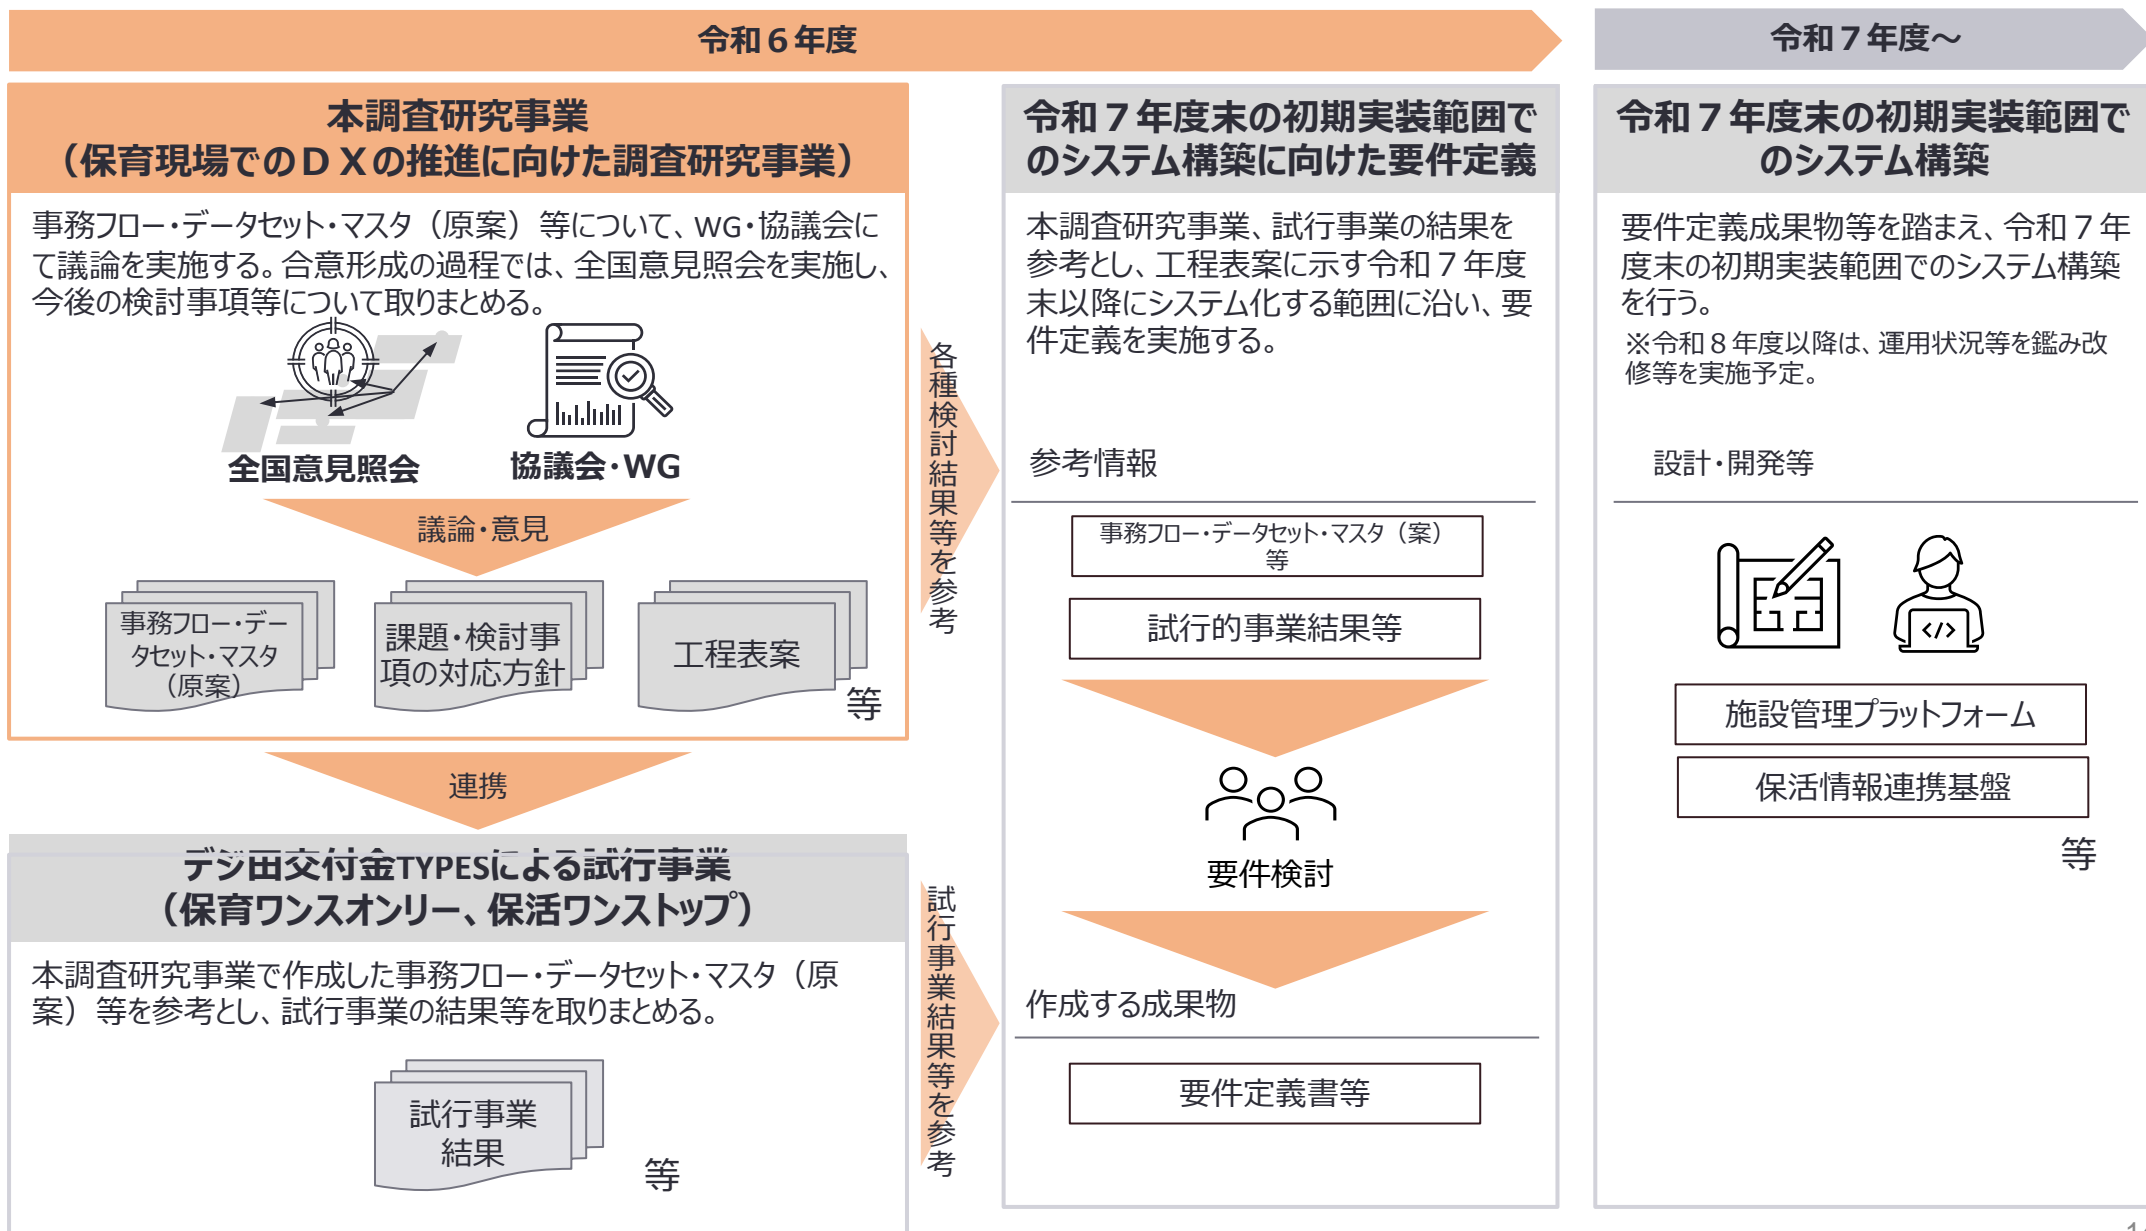 令和６年度
令和７年度～
本調査研究事業
（保育現場でのＤＸの推進に向けた調査研究事業）
事務フロー・データセット・マスタ（原案）等について、WG・協議会に
て議論を実施する。合意形成の過程では、全国意見照会を実施し、
今後の検討事項等について取りまとめる。
全国意見照会
協議会・WG
議論・意見
事務フロー・デー
タセット・マスタ
（原案）
課題・検討事
項の対応方針
工程表案
等
連携
デジ田交付金TYPESによる試行事業
（保育ワンスオンリー、保活ワンストップ）
本調査研究事業で作成した事務フロー・データセット・マスタ（原
案）等を参考とし、試行事業の結果等を取りまとめる。
試行事業
結果
等
各種検討結果等を参考
試行事業結果等を参考
令和７年度末の初期実装範囲で
のシステム構築に向けた要件定義
本調査研究事業、試行事業の結果を
参考とし、工程表案に示す令和７年度
末以降にシステム化する範囲に沿い、要
件定義を実施する。
参考情報
事務フロー・データセット・マスタ（案）
等
試行的事業結果等
要件検討
作成する成果物
要件定義書等
令和７年度末の初期実装範囲で
のシステム構築
要件定義成果物等を踏まえ、令和７年
度末の初期実装範囲でのシステム構築
を行う。
※令和８年度以降は、運用状況等を鑑み改
修等を実施予定。
設計・開発等
施設管理プラットフォーム
保活情報連携基盤
等